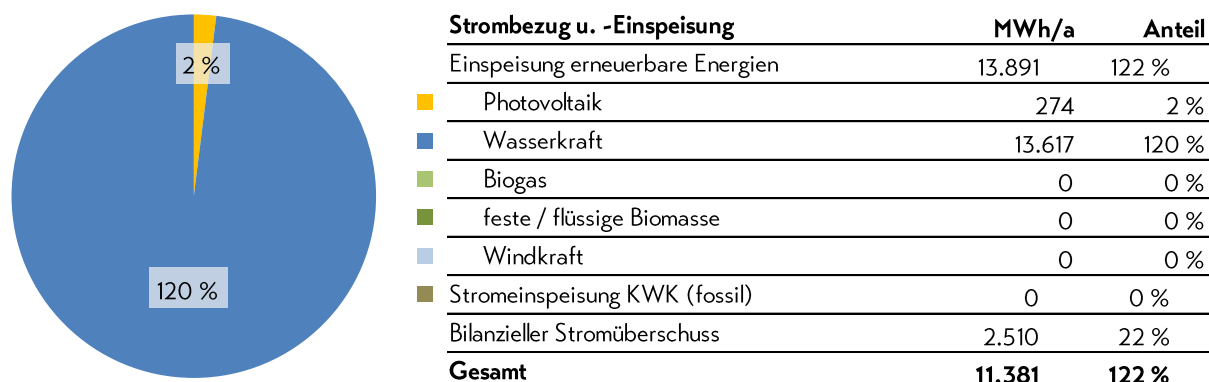 2 %
120 %
Strombezug u. -Einspeisung MWh/a Anteil
Einspeisung erneuerbare Energien 13.891 122 %
Photovoltaik 274 2 %
Wasserkraft 13.617 120 %
Biogas 0 0 %
feste / flüssige Biomasse 0 0 %
Windkraft 0 0 %
Stromeinspeisung KWK (fossil) 0 0 %
Bilanzieller Stromüberschuss 2.510 22 %
Gesamt 11.381 122 %